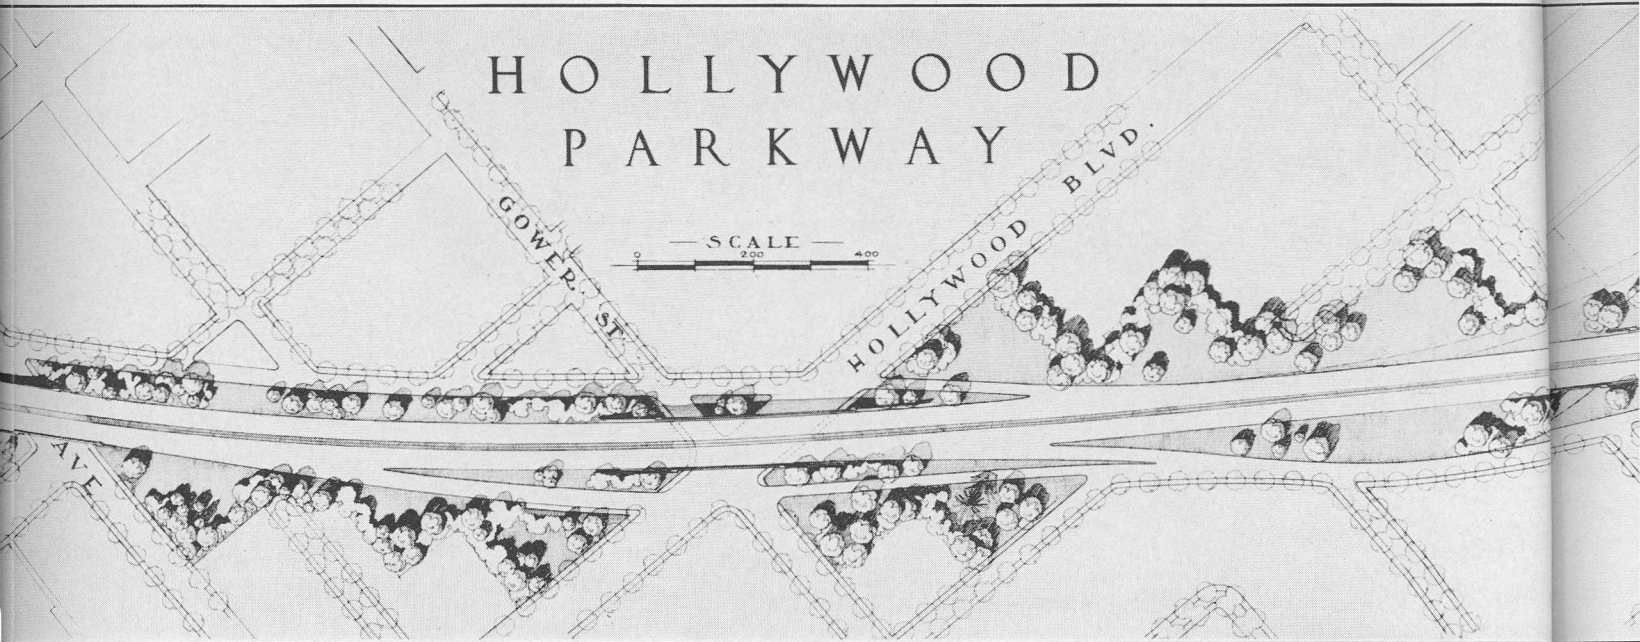 HOLLYWOOD
PARKWAY
GOWER. ST.
— SCALE —
0 200 400
HOLLYWOOD BLVD.
AVE